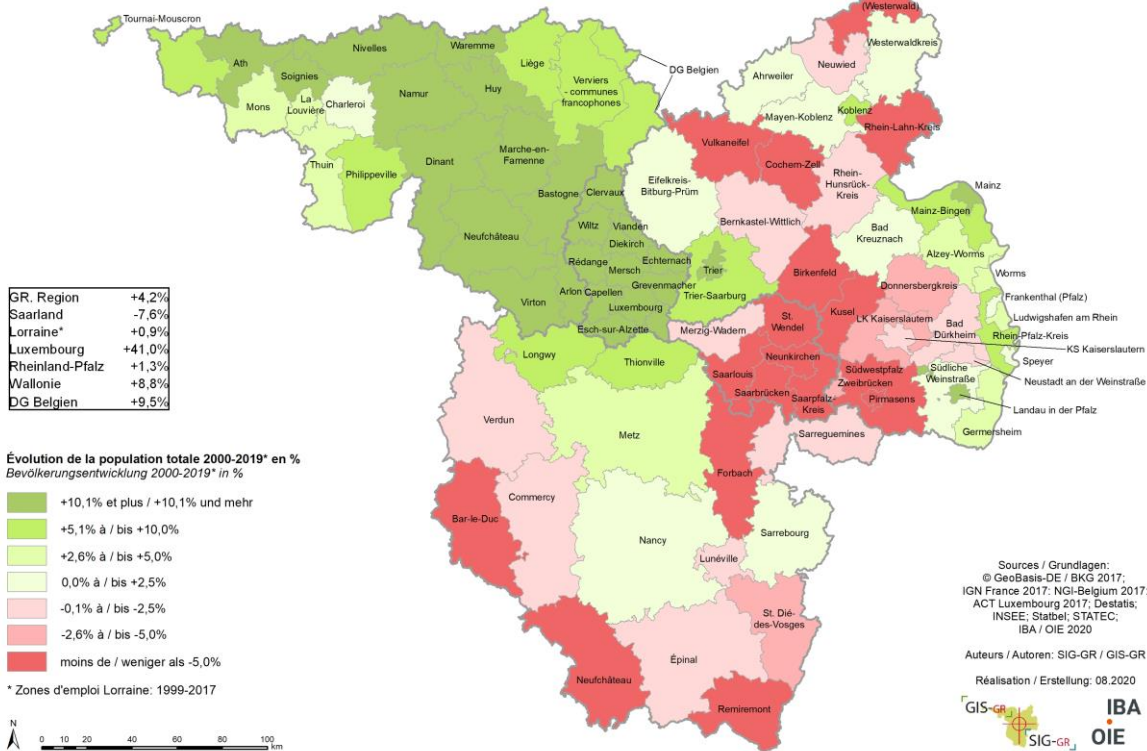 Tournai-Mouscron
Ath
Nivelles
Waremme
Soignies
Liège
Huy
Verviers
- communes
francophones
DG Belgien
Mons
La
Louvière
Charleroi
Namur
Thuin
Philippeville
Dinant
Marche-en-
Famenne
Bastogne
Neufchâteau
Virton
Arlon
Clervaux
Wiltz
Vianden
Diekirch
Rédange
Echternach
Mersch
Grevenmacher
Capellen
Luxembourg
Esch-sur-Alzette
(Westerwald)
Westerwaldkreis
Neuwied
Ahrweiler
Mayen-Koblenz
Koblenz
Rhein-Lahn-Kreis
Vulkaneifel
Cochem-Zell
Eifelkreis-
Bitburg-Prüm
Rhein-
Hunsrück-
Kreis
Bernkastel-Wittlich
Mainz
Mainz-Bingen
Bad
Kreuznach
Alzey-Worms
Trier
Trier-Saarburg
Birkenfeld
Donnersbergkreis
Worms
Frankenthal (Pfalz)
Ludwigshafen am Rhein
Rhein-Pfalz-Kreis
KS Kaiserslautern
Speyer
Neustadt an der Weinstraße
Landau in der Pfalz
Kusel
LK Kaiserslautern
Bad
Dürkheim
Merzig-Wadern
St.
Wendel
Neunkirchen
Saarlouis
Saarbrücken
Saarpfalz-
Kreis
Südwestpfalz
Zweibrücken
Pirmasens
Südliche
Weinstraße
Germersheim
Longwy
Thionville
Verdun
Metz
Forbach
Sarreguemines
Commercy
Bar-le-Duc
Nancy
Sarrebourg
Lunéville
St. Dié-
des-Vosges
Neufchâteau
Épinal
Remiremont
GR. Region +4,2%
Saarland -7,6%
Lorraine* +0,9%
Luxembourg +41,0%
Rheinland-Pfalz +1,3%
Wallonie +8,8%
DG Belgien +9,5%
Évolution de la population totale 2000-2019* en %
Bevölkerungsentwicklung 2000-2019* in %
+10,1% et plus / +10,1% und mehr
+5,1% à / bis +10,0%
+2,6% à / bis +5,0%
0,0% à / bis +2,5%
-0,1% à / bis -2,5%
-2,6% à / bis -5,0%
moins de / weniger als -5,0%
* Zones d'emploi Lorraine: 1999-2017
N
0 10 20 40 60 80 100
km
Sources / Grundlagen:
© GeoBasis-DE / BKG 2017;
IGN France 2017: NGI-Belgium 2017;
ACT Luxembourg 2017; Destatis;
INSEE; Statbel; STATEC;
IBA / OIE 2020
Auteurs / Autoren: SIG-GR / GIS-GR
Réalisation / Erstellung: 08.2020
GIS-GR
SIG-GR
IBA
OIE